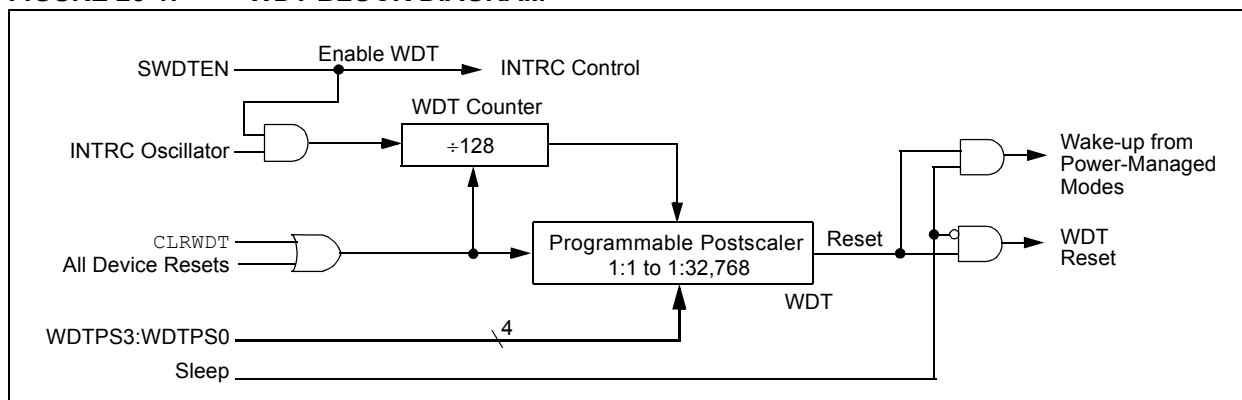 SWDTEN
Enable WDT
INTRC Control
WDT Counter
INTRC Oscillator
÷128
Wake-up from
Power-Managed
Modes
CLRWDT
All Device Resets
Programmable Postscaler
1:1 to 1:32,768
Reset
WDT
Reset
WDT
4
WDTPS3:WDTPS0
Sleep